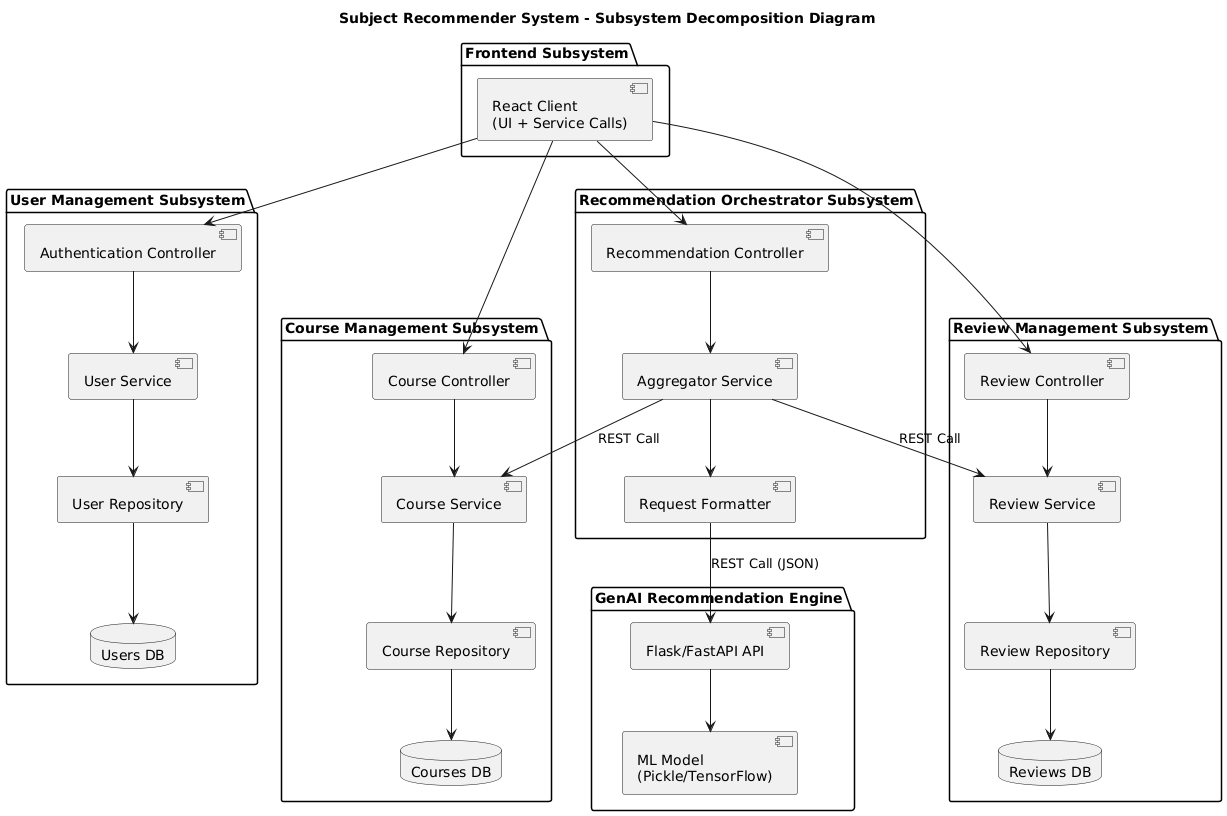 Subject Recommender System - Subsystem Decomposition Diagram
Frontend Subsystem
React Client
(UI + Service Calls)
User Management Subsystem
Authentication Controller
User Service
User Repository
Users DB
Course Management Subsystem
Course Controller
Course Service
Course Repository
Courses DB
Recommendation Orchestrator Subsystem
Recommendation Controller
Aggregator Service
REST Call
REST Call
Request Formatter
REST Call (JSON)
GenAI Recommendation Engine
Flask/FastAPI API
ML Model
(Pickle/TensorFlow)
Review Management Subsystem
Review Controller
Review Service
Review Repository
Reviews DB